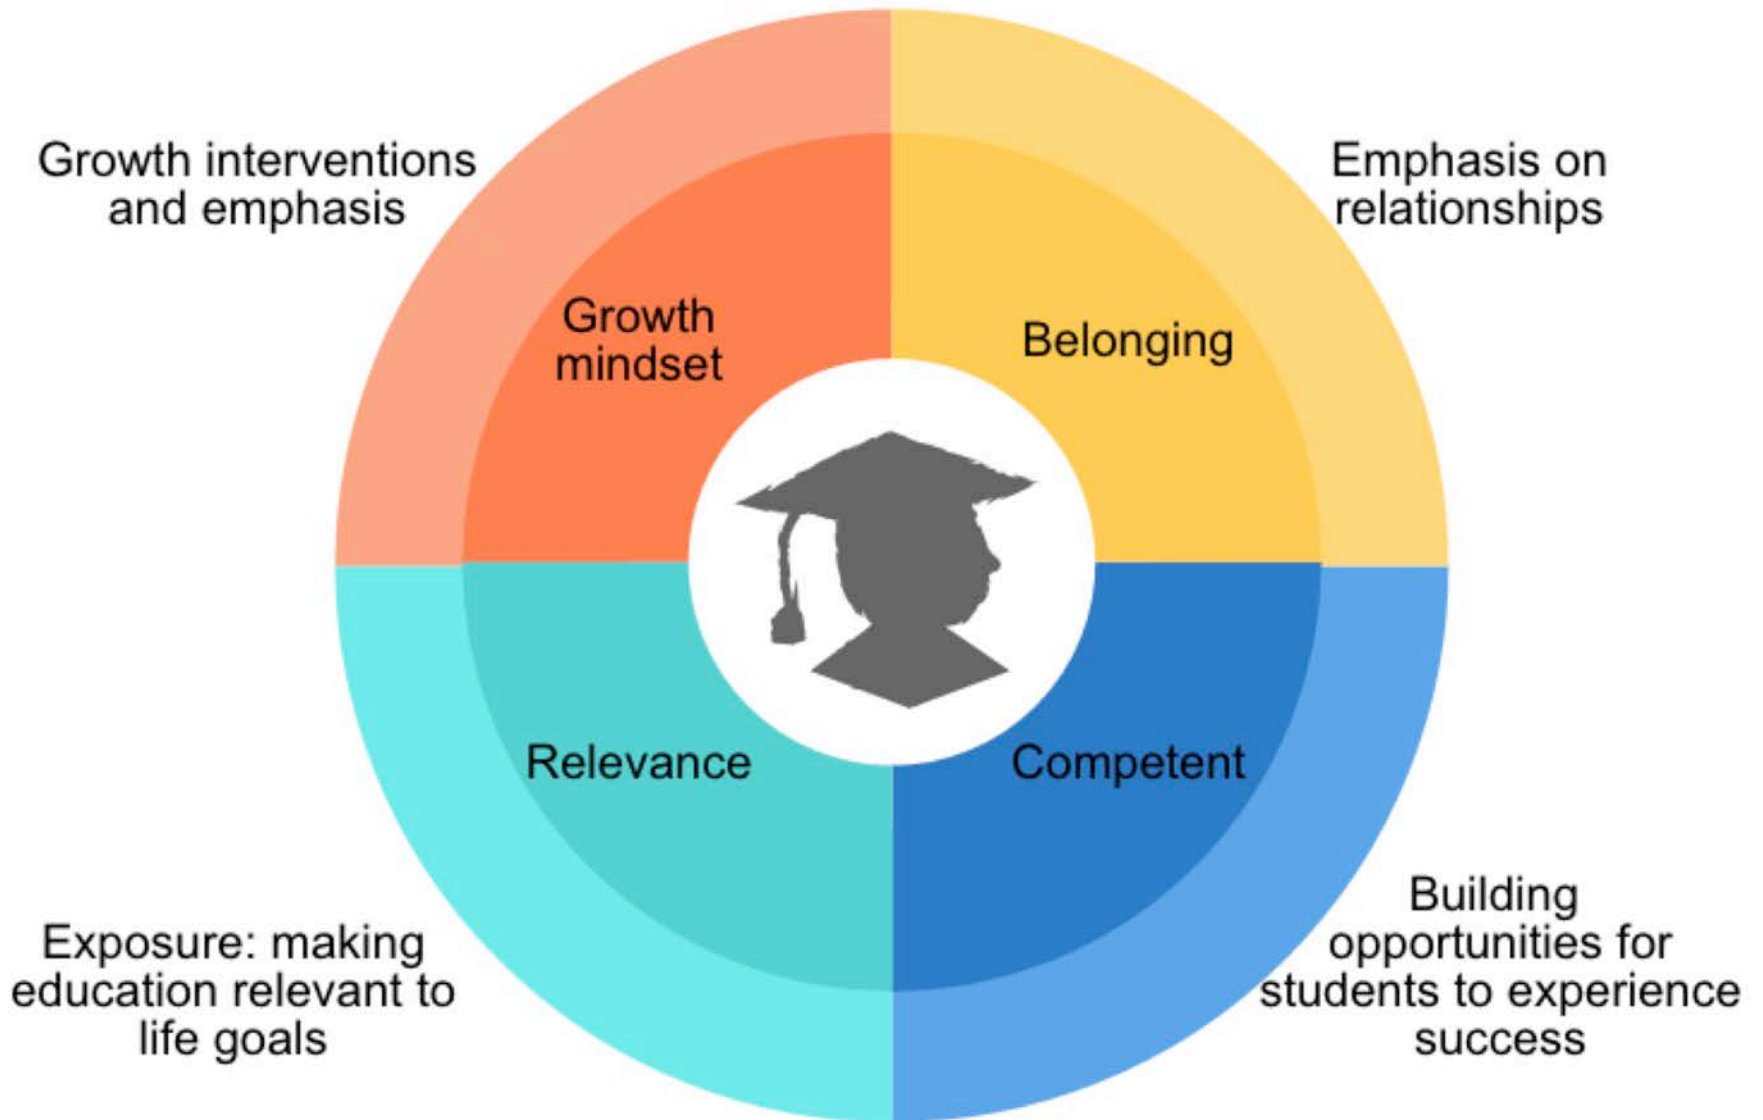 Growth interventions
and emphasis
Emphasis on
relationships
Growth
mindset
Belonging
Relevance
Competent
Exposure: making
education relevant to
life goals
Building
opportunities for
students to experience
success